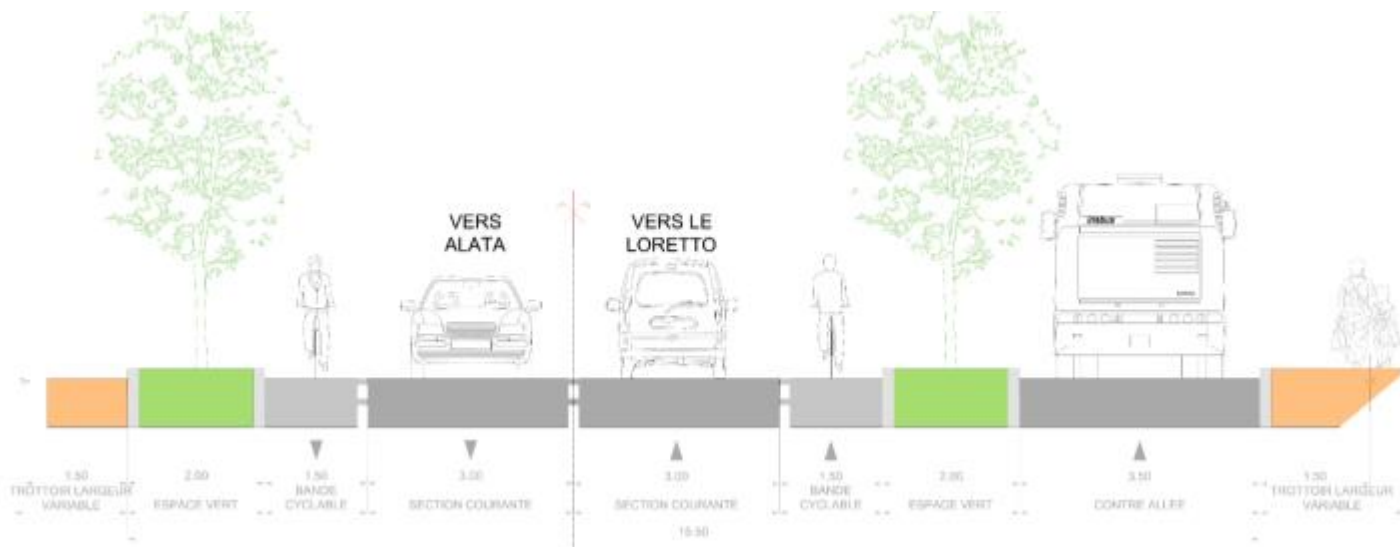 VERS
ALATA
VERS LE
LORETTO
1.50
TROTTOIR LARGEUR
VARIABLE
2.00
ESPACE VERT
1.50
BANDE
CYCLABLE
3.00
SECTION COURANTE
3.00
SECTION COURANTE
1.50
BANDE
CYCLABLE
2.00
ESPACE VERT
3.50
CONTRE ALLEE
1.50
TROTTOIR LARGEUR
VARIABLE